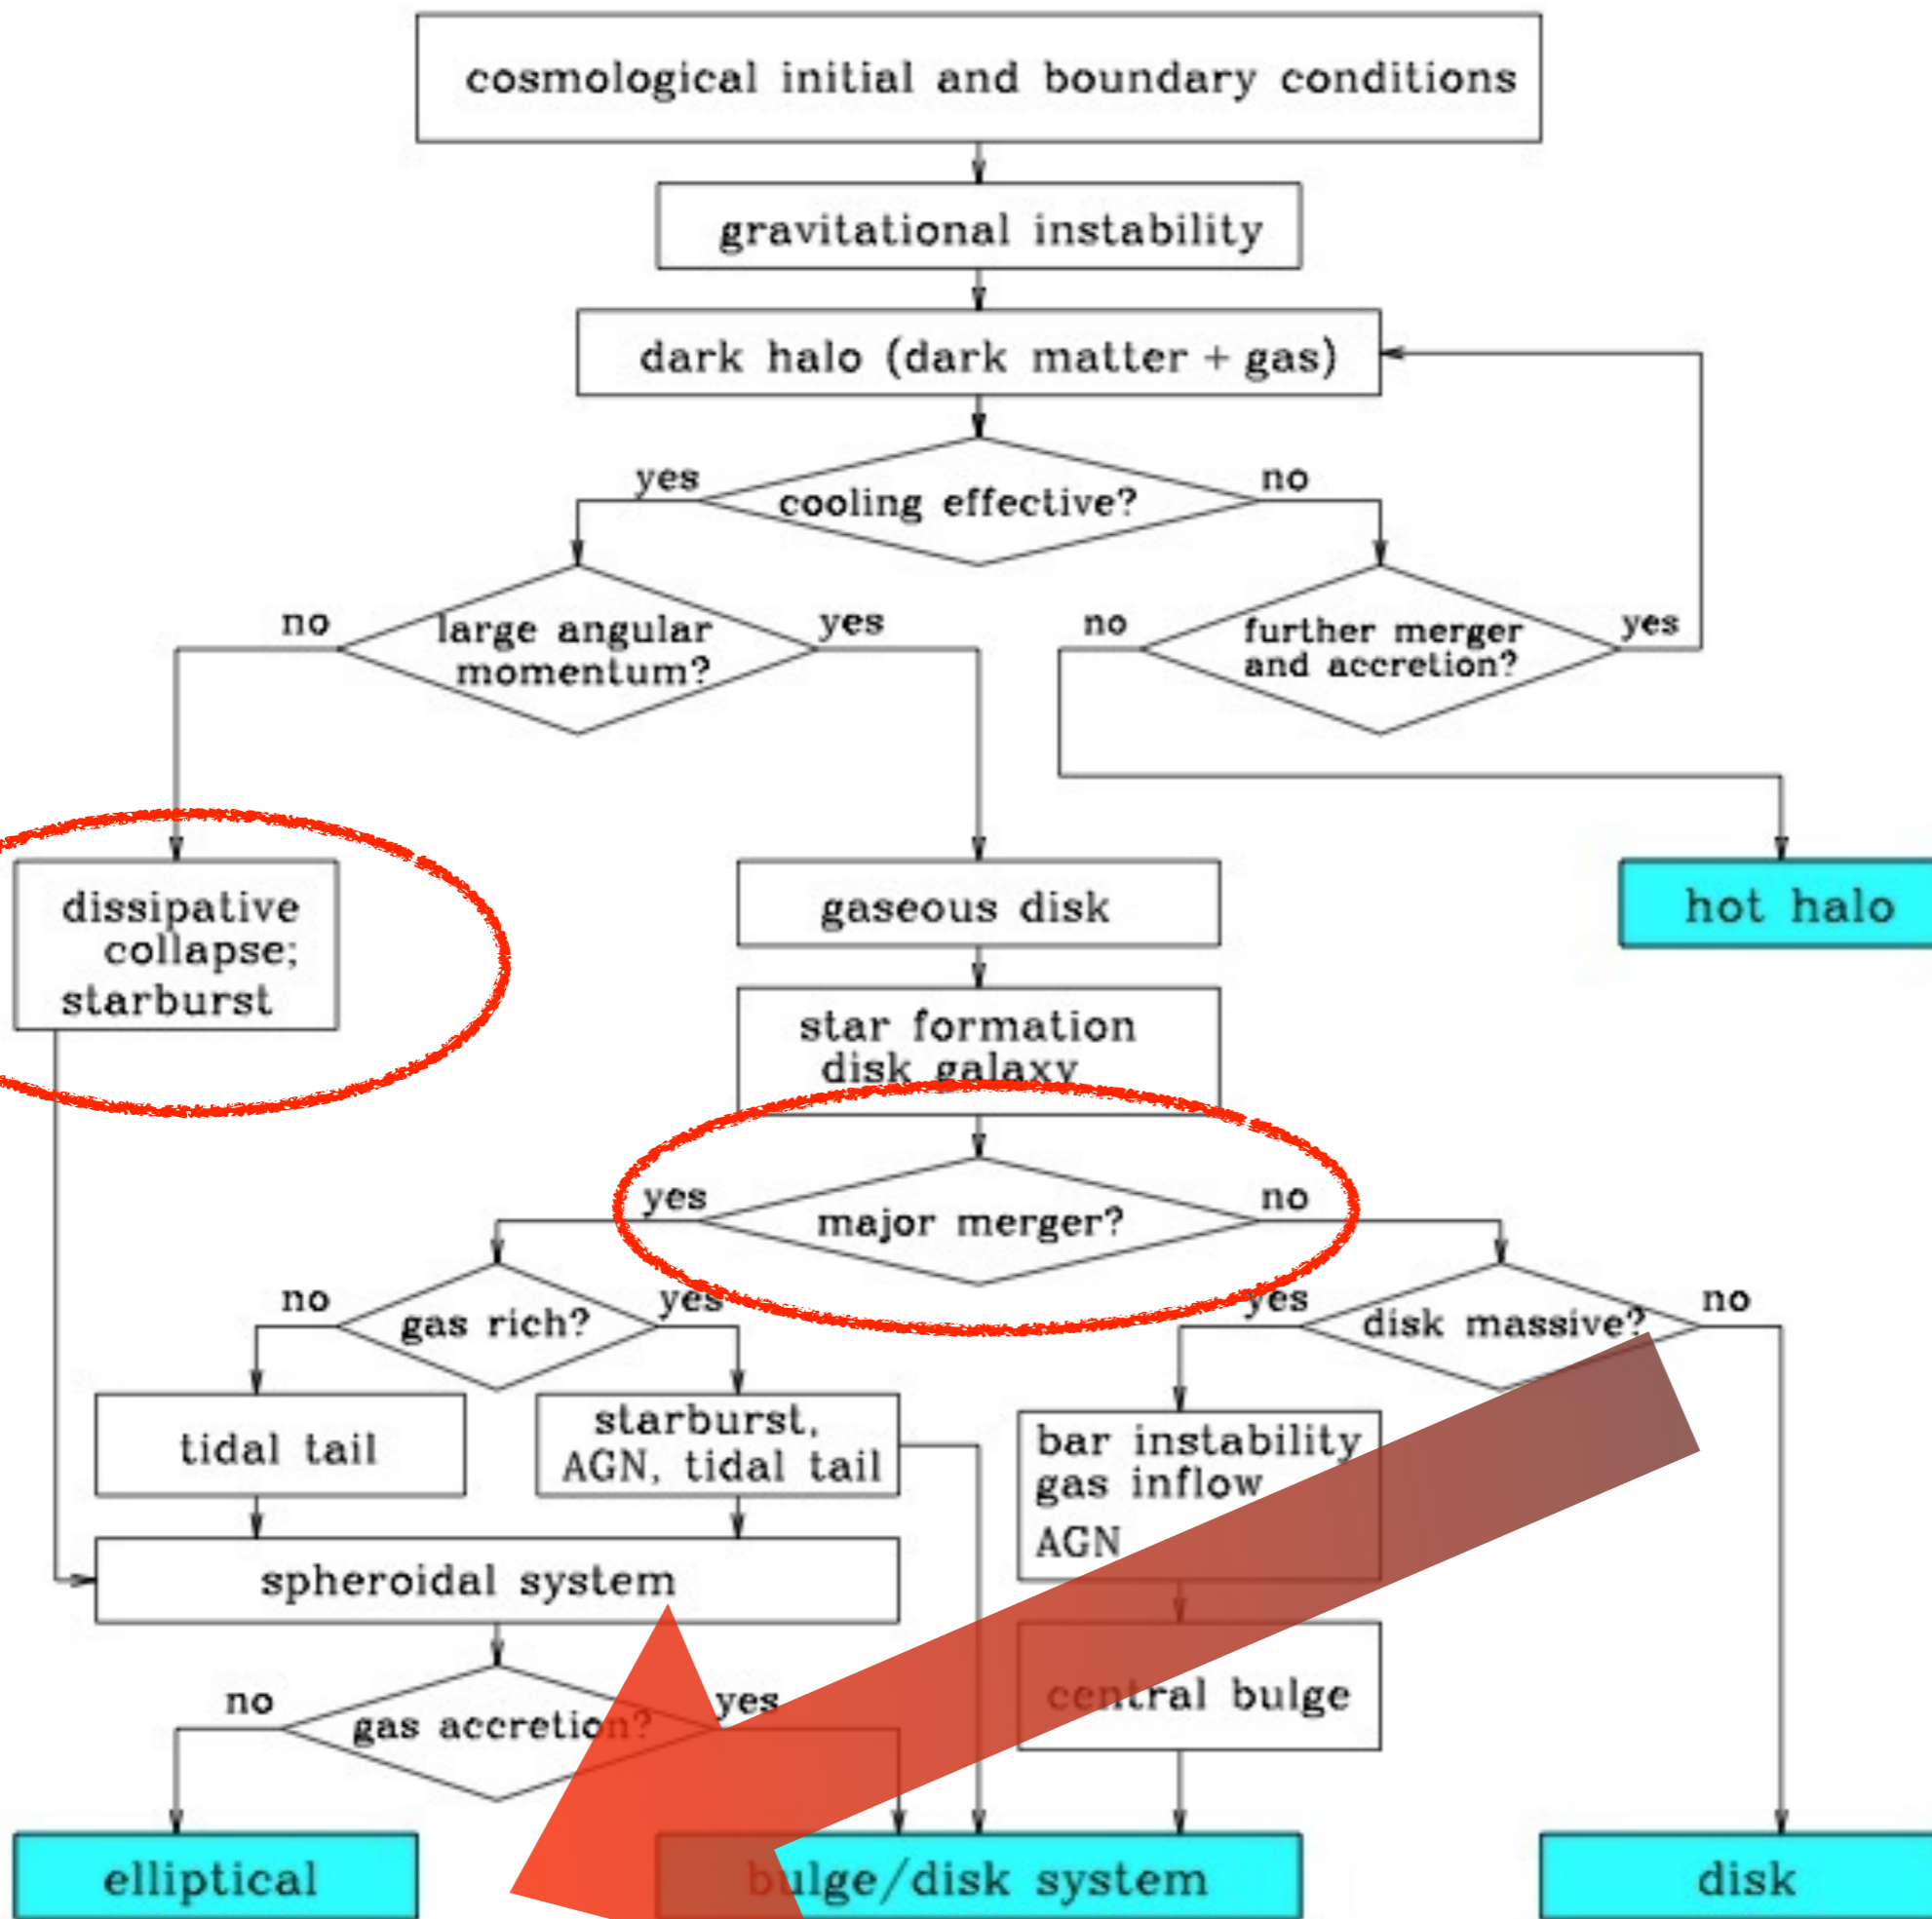 cosmological initial and boundary conditions
gravitational instability
dark halo (dark matter + gas)
yes
no
cooling effective?
no
large angular
momentum?
yes
no
further merger
and accretion?
yes
dissipative
collapse;
starburst
gaseous disk
hot halo
star formation
disk galaxy
yes
major merger?
no
no
gas rich?
yes
yes
disk massive?
no
tidal tail
starburst,
AGN, tidal tail
bar instability
gas inflow
AGN
spheroidal system
central bulge
no
gas accretion?
yes
elliptical
bulge/disk system
disk